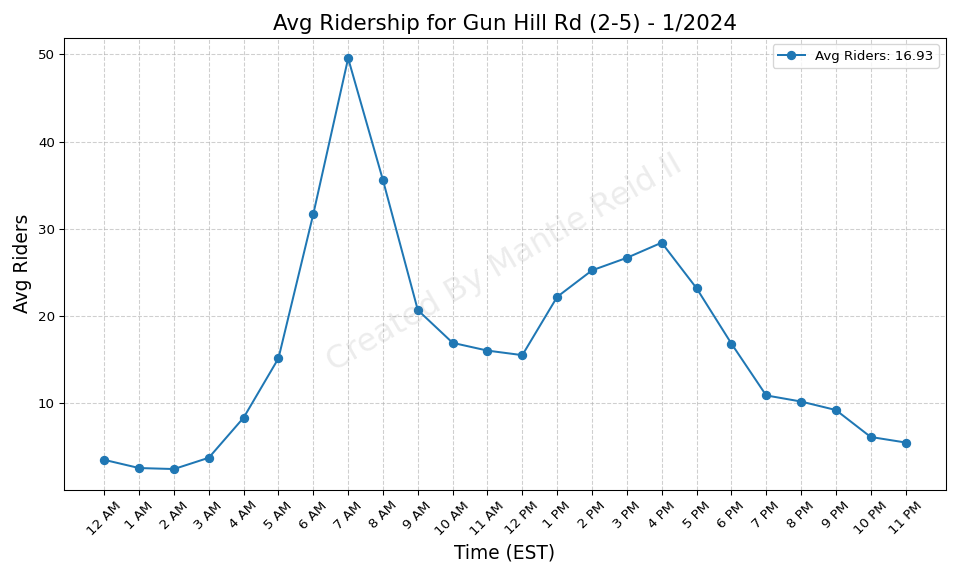 Avg Ridership for Gun Hill Rd (2-5) - 1/2024
Avg Riders: 16.93
50
40
30
20
10
Avg Riders
Created By Mantie Reid II
12 AM
1 AM
2 AM
3 AM
4 AM
5 AM
6 AM
7 AM
8 AM
9 AM
10 AM
11 AM
12 PM
1 PM
2 PM
3 PM
4 PM
5 PM
6 PM
7 PM
8 PM
9 PM
10 PM
11 PM
Time (EST)